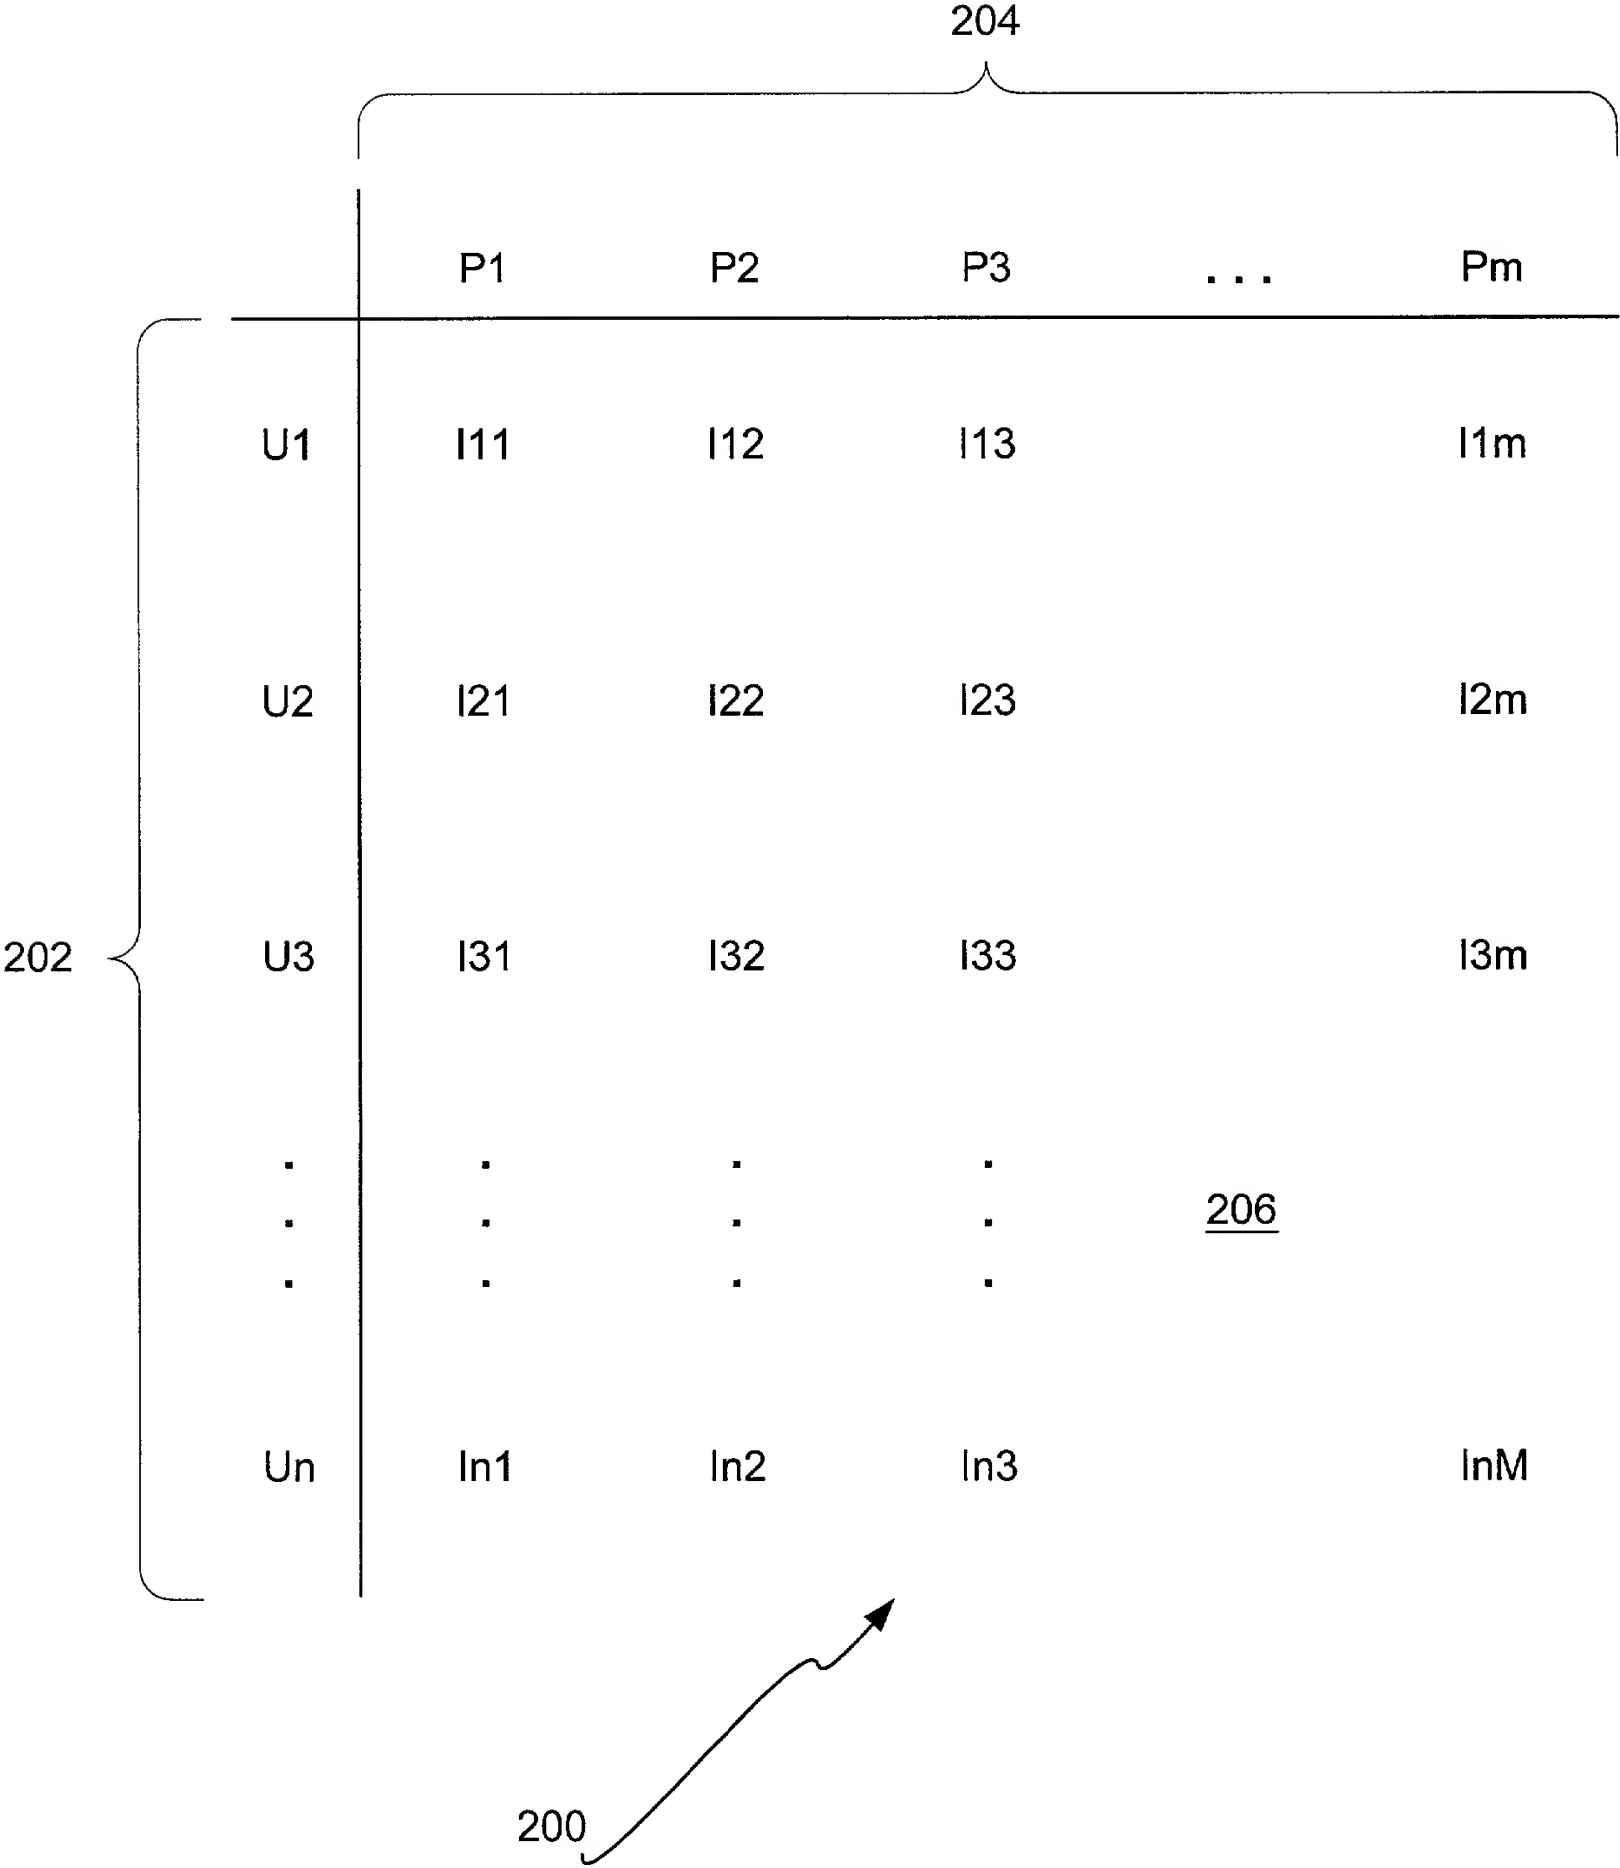 204
P1 P2 P3 ... Pm
U1 I11 I12 I13 I1m
U2 I21 I22 I23 I2m
202 U3 I31 I32 I33 I3m
206
Un In1 In2 In3 InM
200